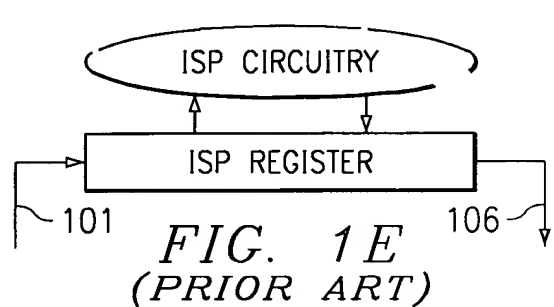 ISP CIRCUITRY
ISP REGISTER
101
106
FIG. 1E
(PRIOR ART)